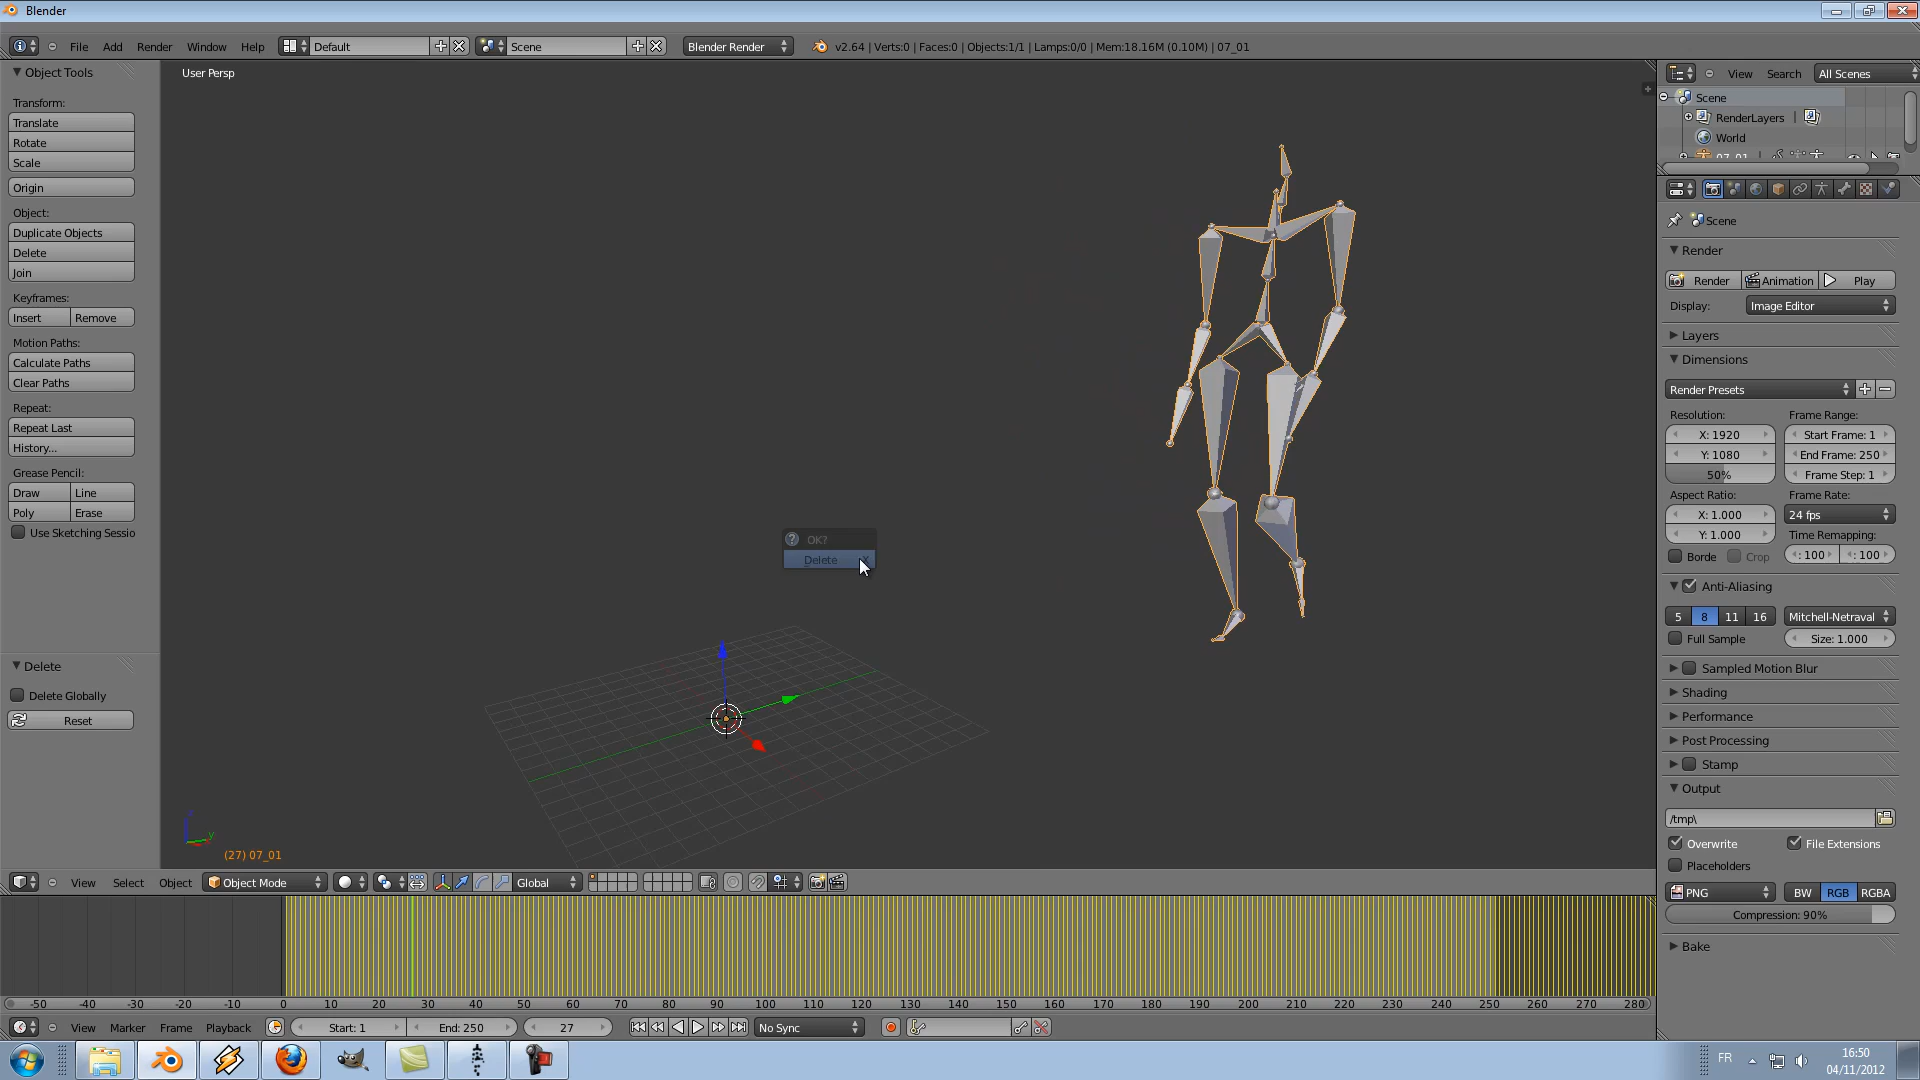 Blender
File Add Render Window Help Default Scene Blender Render v2.64 | Verts:0 | Faces:0 | Objects:1/1 | Lamps:0/0 | Mem:18.16M (0.10M) | 07_01
Object Tools
Transform:
Translate
Rotate
Scale
Origin
Object:
Duplicate Objects
Delete
Join
Keyframes:
Insert Remove
Motion Paths:
Calculate Paths
Clear Paths
Repeat:
Repeat Last
History...
Grease Pencil:
Draw Line
Poly Erase
Use Sketching Sessio
Delete
Delete Globally
Reset
User Persp
OK?
Delete X
y
(27) 07_01
View Select Object Object Mode Global
View Search All Scenes
Scene
RenderLayers |
World
07_01
Scene
Render
Render Animation Play
Display: Image Editor
Layers
Dimensions
Render Presets
Resolution: Frame Range:
X: 1920 Start Frame: 1
Y: 1080 End Frame: 250
50% Frame Step: 1
Aspect Ratio: Frame Rate:
X: 1.000 24 fps
Y: 1.000 Time Remapping:
Borde Crop : 100 : 100
Anti-Aliasing
5 8 11 16 Mitchell-Netraval
Full Sample Size: 1.000
Sampled Motion Blur
Shading
Performance
Post Processing
Stamp
Output
/tmp\
Overwrite File Extensions
Placeholders
PNG BW RGB RGBA
Compression: 90%
Bake
-50 -40 -30 -20 -10 0 10 20 30 40 50 60 70 80 90 100 110 120 130 140 150 160 170 180 190 200 210 220 230 240 250 260 270 280
View Marker Frame Playback Start: 1 End: 250 27 No Sync
FR 16:50
04/11/2012